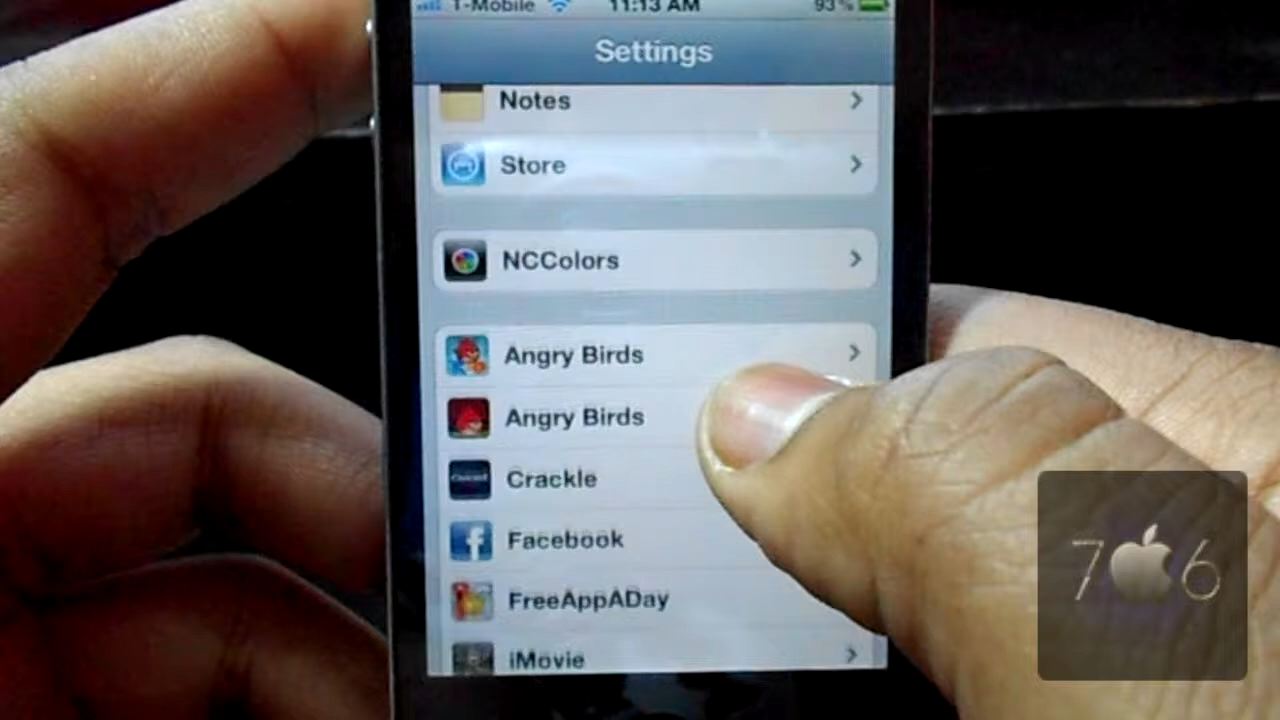 T-Mobile 11:13 AM 93%
Settings
Notes
Store
NCColors
Angry Birds
Angry Birds
Crackle
Facebook
FreeAppADay
iMovie
7 6